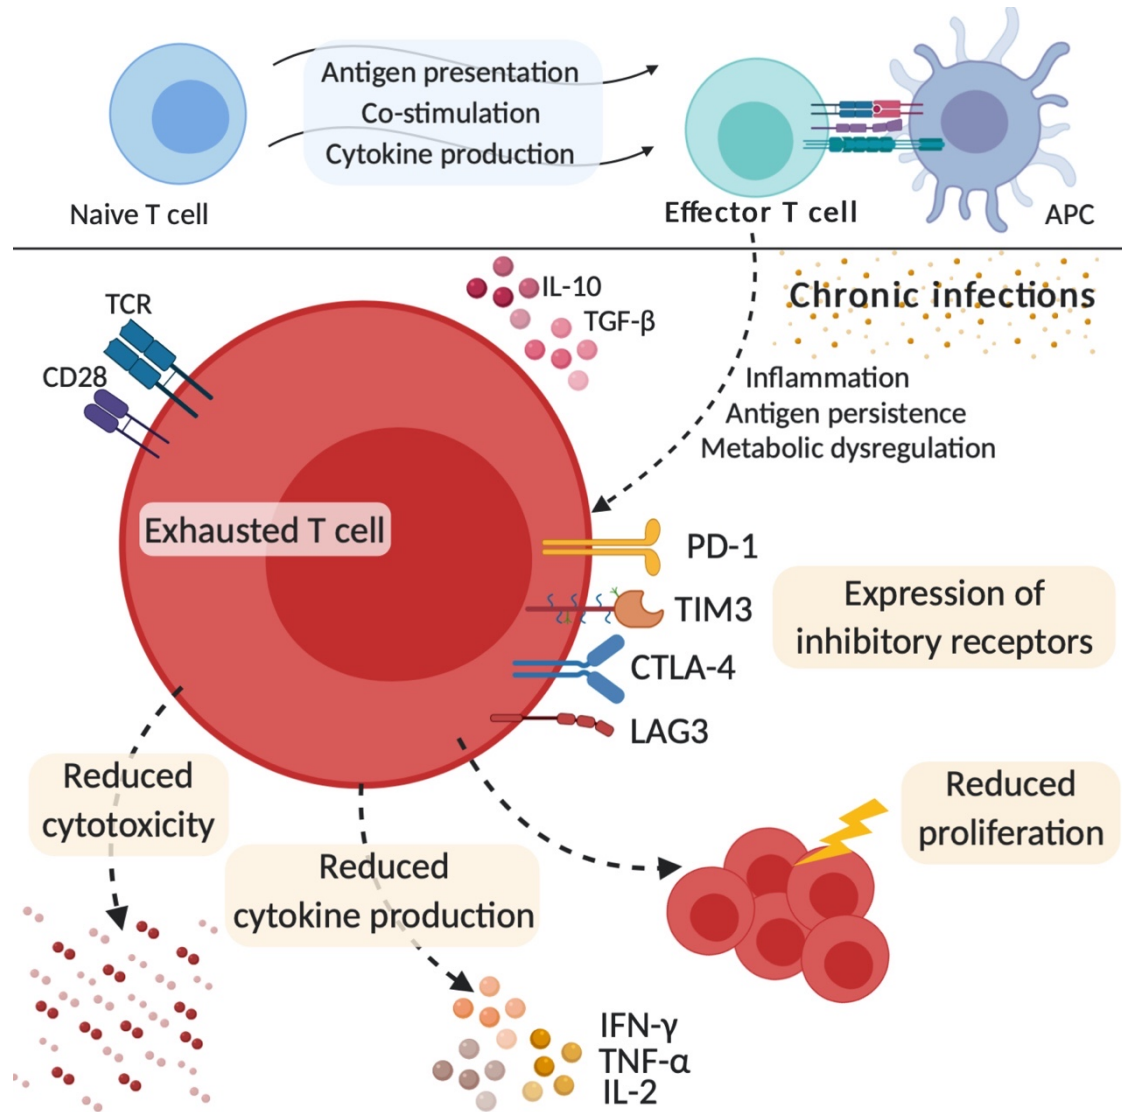 Antigen presentation
Co-stimulation
Cytokine production
Naive T cell
Effector T cell
APC
Chronic infections
IL-10
TGF-β
TCR
CD28
Inflammation
Antigen persistence
Metabolic dysregulation
Exhausted T cell
PD-1
TIM3
CTLA-4
LAG3
Expression of
inhibitory receptors
Reduced
cytotoxicity
Reduced
cytokine production
Reduced
proliferation
IFN-γ
TNF-α
IL-2